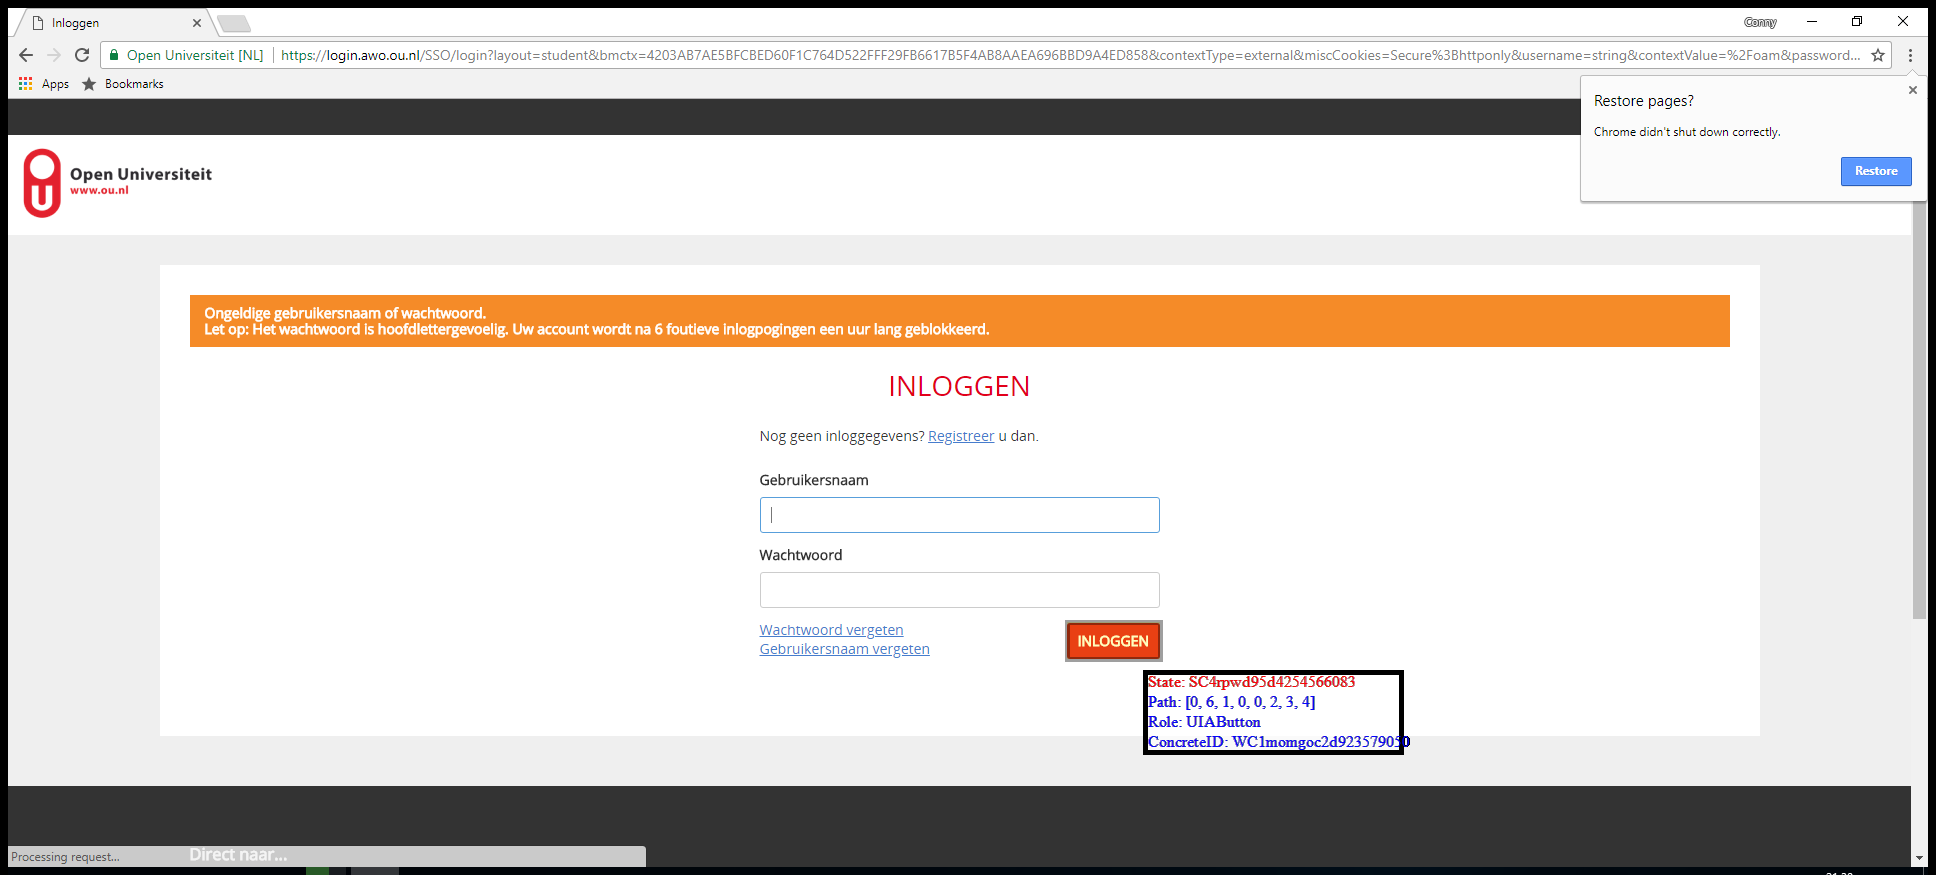 Inloggen
Conny
Open Universiteit [NL]
https://login.awo.ou.nl/SSO/login?layout=student&bmctx=4203AB7AE5BFCBED60F1C764D522FFF29FB6617B5F4AB8AAEA696BBD9A4ED858&contextType=external&miscCookies=Secure%3Bhttponly&username=string&contextValue=%2Foam&password...
Apps
Bookmarks
Restore pages?
Chrome didn't shut down correctly.
Restore
Open Universiteit
www.ou.nl
Ongeldige gebruikersnaam of wachtwoord.
Let op: Het wachtwoord is hoofdlettergevoelig. Uw account wordt na 6 foutieve inlogpogingen een uur lang geblokkeerd.
INLOGGEN
Nog geen inloggegevens? Registreer u dan.
Gebruikersnaam
Wachtwoord
Wachtwoord vergeten
Gebruikersnaam vergeten
INLOGGEN
State: SC4rpwd95d4254566083
Path: [0, 6, 1, 0, 0, 2, 3, 4]
Role: UIAButton
ConcreteID: WC1momgoc2d923579050
Processing request...
Direct naar...